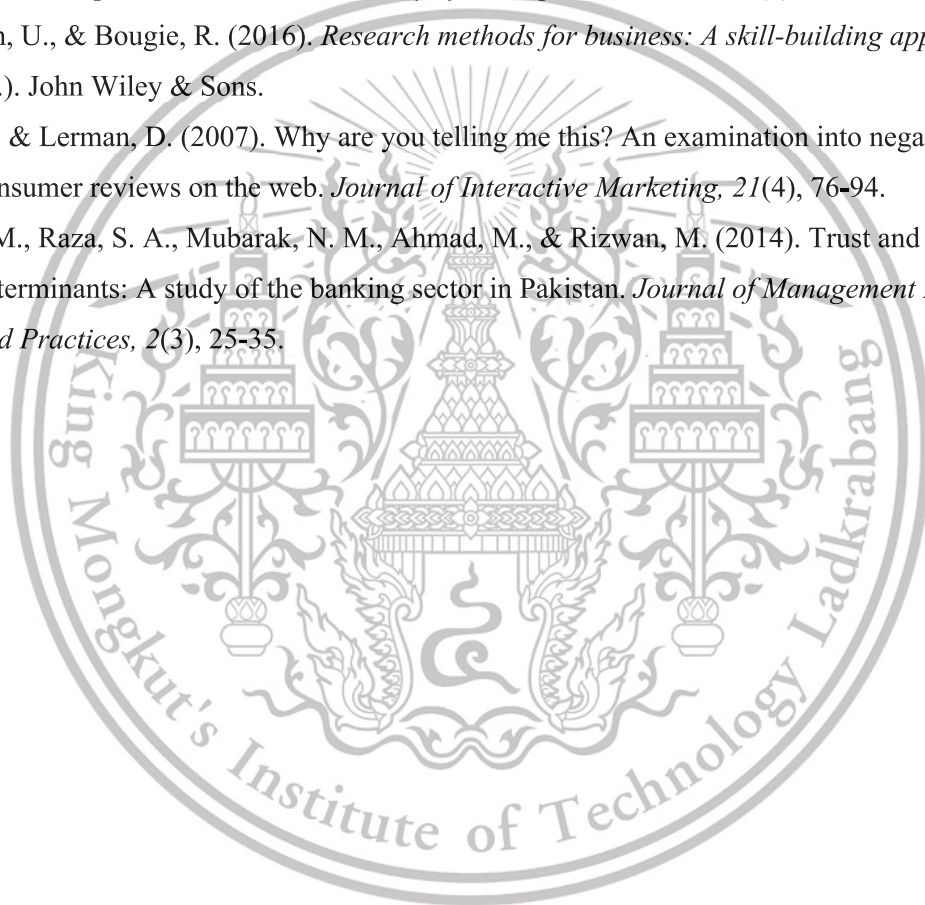 n, U., & Bougie, R. (2016). Research methods for business: A skill-building app
.). John Wiley & Sons.
& Lerman, D. (2007). Why are you telling me this? An examination into nega
nsumer reviews on the web. Journal of Interactive Marketing, 21(4), 76-94.
M., Raza, S. A., Mubarak, N. M., Ahmad, M., & Rizwan, M. (2014). Trust and
terminants: A study of the banking sector in Pakistan. Journal of Management
d Practices, 2(3), 25-35.
King Mongkut's Institute of Technology Ladkrabang